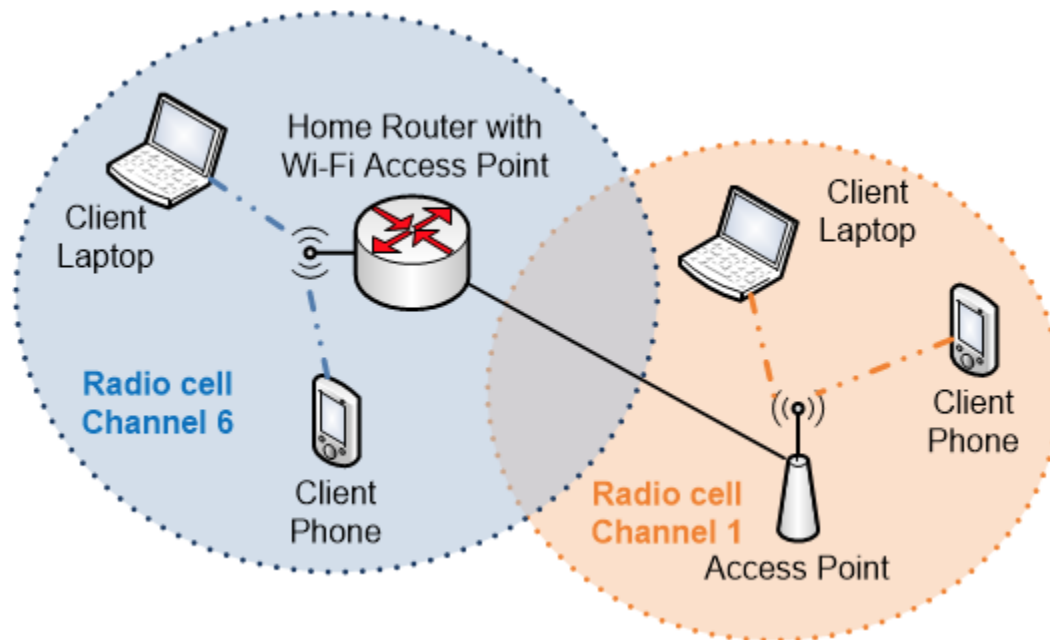 Home Router with
Wi-Fi Access Point
Client
Laptop
Radio cell
Channel 6
Client
Phone
Client
Laptop
Client
Phone
Radio cell
Channel 1
Access Point